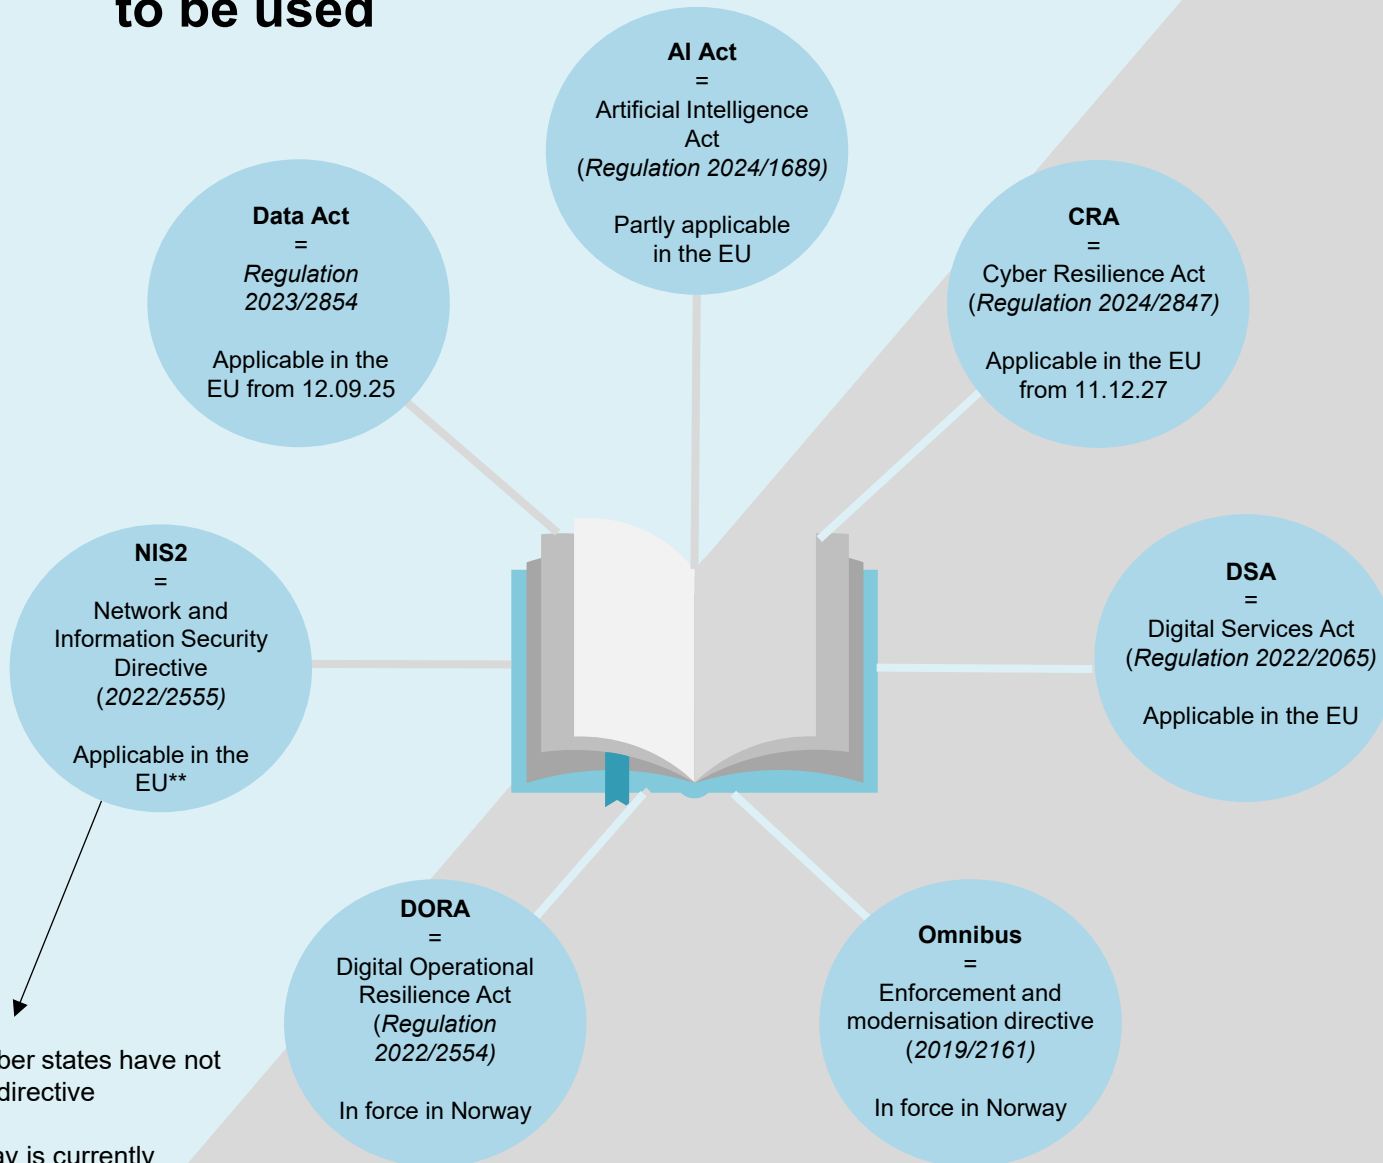 to be used
AI Act
=
Artificial Intelligence
Act
(Regulation 2024/1689)
Partly applicable
in the EU
Data Act
=
Regulation
2023/2854
Applicable in the
EU from 12.09.25
CRA
=
Cyber Resilience Act
(Regulation 2024/2847)
Applicable in the EU
from 11.12.27
NIS2
=
Network and
Information Security
Directive
(2022/2555)
Applicable in the
EU**
DSA
=
Digital Services Act
(Regulation 2022/2065)
Applicable in the EU
DORA
=
Digital Operational
Resilience Act
(Regulation
2022/2554)
In force in Norway
Omnibus
=
Enforcement and
modernisation directive
(2019/2161)
In force in Norway
ber states have not
directive
ay is currently